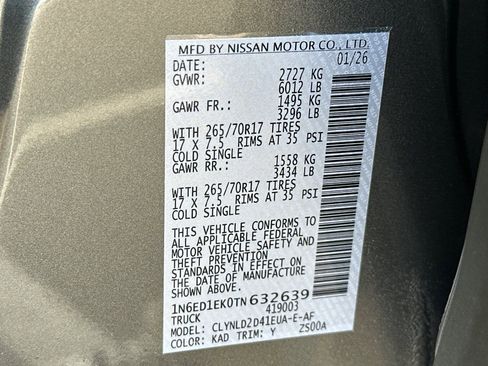 MFD BY NISSAN MOTOR CO., LTD.
DATE: 01/26
GVWR: 2727 KG
6012 LB
GAWR FR.: 1495 KG
3296 LB
WITH 265/70R17 TIRES
17 X 7.5 RIMS AT 35 PSI
COLD SINGLE
GAWR RR.: 1558 KG
3434 LB
WITH 265/70R17 TIRES
17 X 7.5 RIMS AT 35 PSI
COLD SINGLE
THIS VEHICLE CONFORMS TO
ALL APPLICABLE FEDERAL
MOTOR VEHICLE SAFETY AND
THEFT PREVENTION
STANDARDS IN EFFECT ON
THE DATE OF MANUFACTURE
1N6ED1EK0TN632639
TRUCK 419003
MODEL: CLYNLD2D41EUA-E-AF
COLOR: KAD TRIM: Y ZS00A